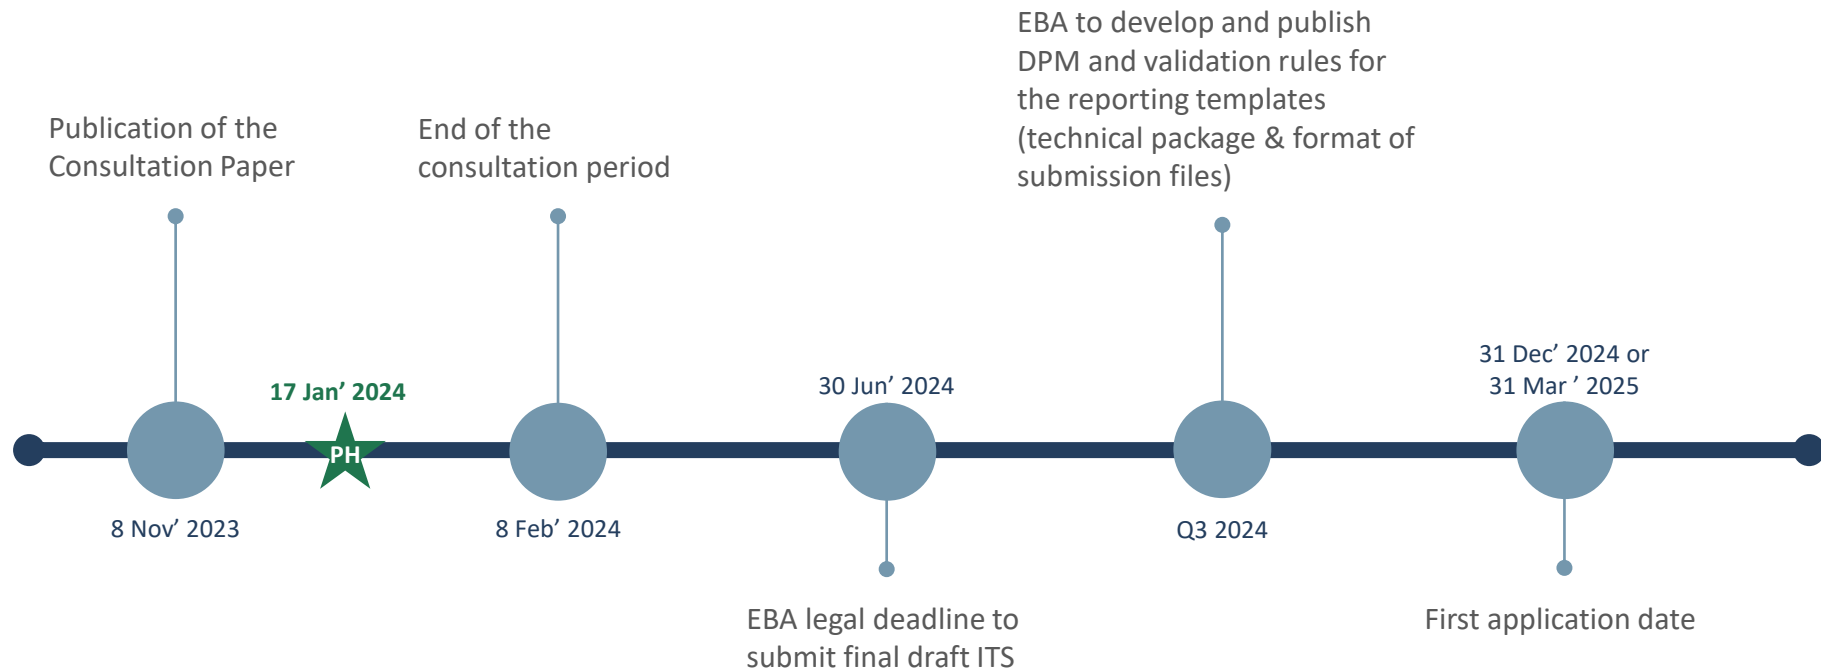 Publication of the
Consultation Paper
8 Nov’ 2023
17 Jan’ 2024
PH
End of the
consultation period
8 Feb’ 2024
30 Jun’ 2024
EBA legal deadline to
submit final draft ITS
EBA to develop and publish
DPM and validation rules for
the reporting templates
(technical package & format of
submission files)
Q3 2024
31 Dec’ 2024 or
31 Mar ’ 2025
First application date